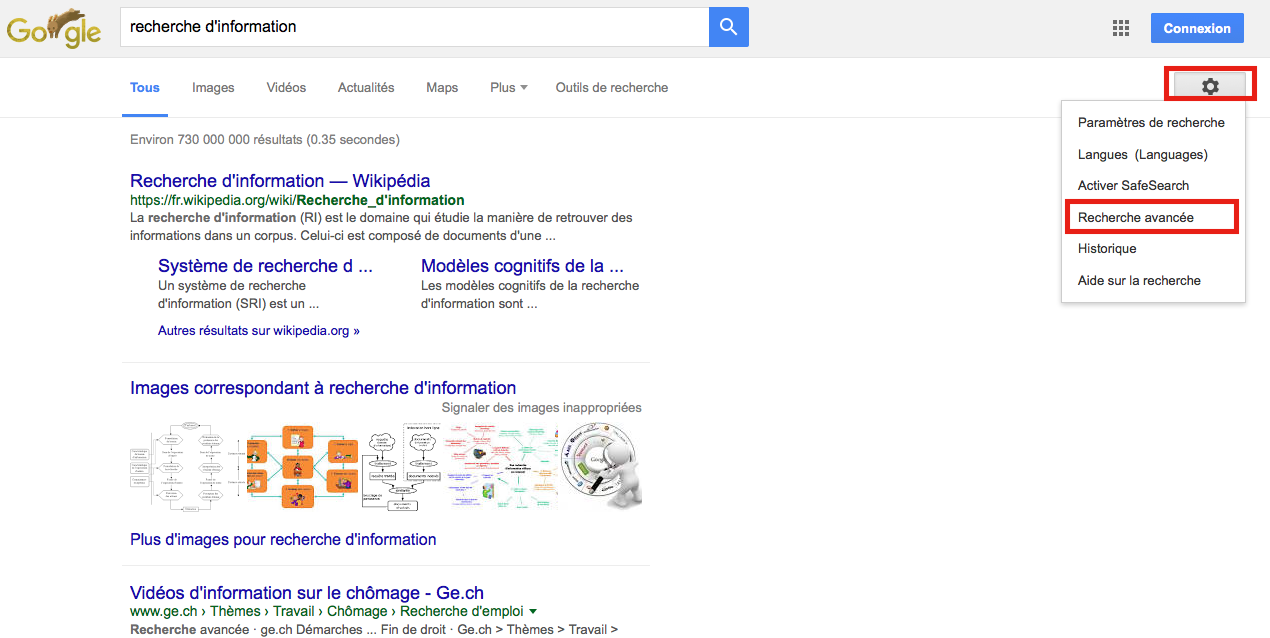 Google
recherche d'information
Connexion
Tous Images Vidéos Actualités Maps Plus Outils de recherche
Environ 730 000 000 résultats (0.35 secondes)
Paramètres de recherche
Langues (Languages)
Activer SafeSearch
Recherche avancée
Historique
Aide sur la recherche
Recherche d'information — Wikipédia
https://fr.wikipedia.org/wiki/Recherche_d'information
La recherche d'information (RI) est le domaine qui étudie la manière de retrouver des
informations dans un corpus. Celui-ci est composé de documents d'une ...
Système de recherche d ...
Un système de recherche
d'information (SRI) est un ...
Modèles cognitifs de la ...
Les modèles cognitifs de la recherche
d'information sont ...
Autres résultats sur wikipedia.org »
Images correspondant à recherche d'information
Signaler des images inappropriées
Plus d'images pour recherche d'information
Vidéos d'information sur le chômage - Ge.ch
www.ge.ch › Thèmes › Travail › Chômage › Recherche d'emploi
Recherche avancée · ge.ch Démarches ... Fin de droit · Ge.ch > Thèmes > Travail >